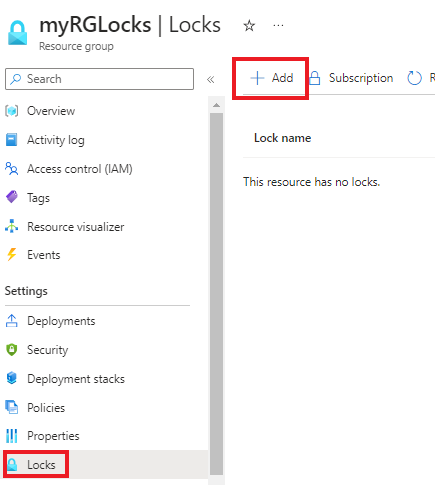 myRGLocks | Locks ☆ ...
Resource group
Search «
+ Add Subscription R
Overview
Activity log
Access control (IAM)
Tags
Resource visualizer
Events
Settings
Deployments
Security
Deployment stacks
Policies
Properties
Locks
Lock name
This resource has no locks.